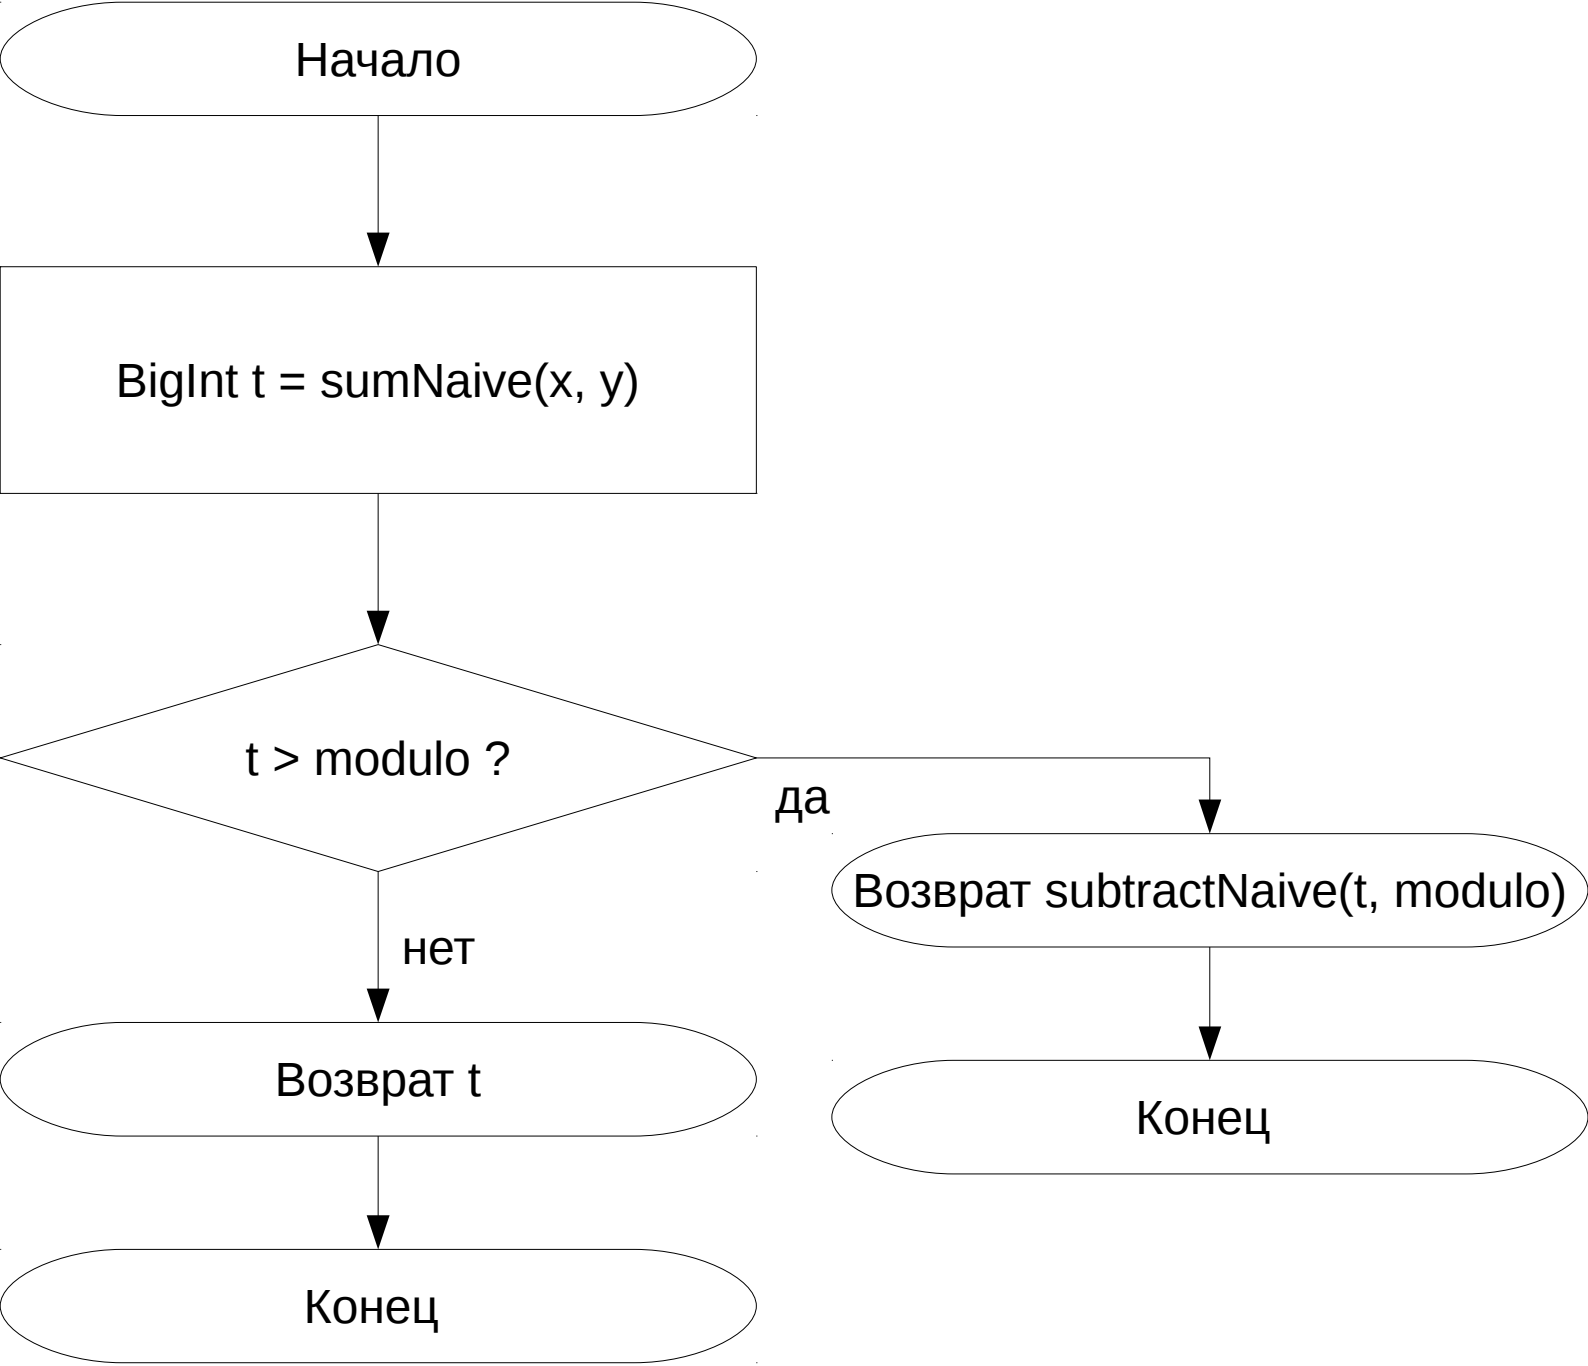 Начало
BigInt t = sumNaive(x, y)
t > modulo ?
да
Возврат subtractNaive(t, modulo)
нет
Возврат t
Конец
Конец